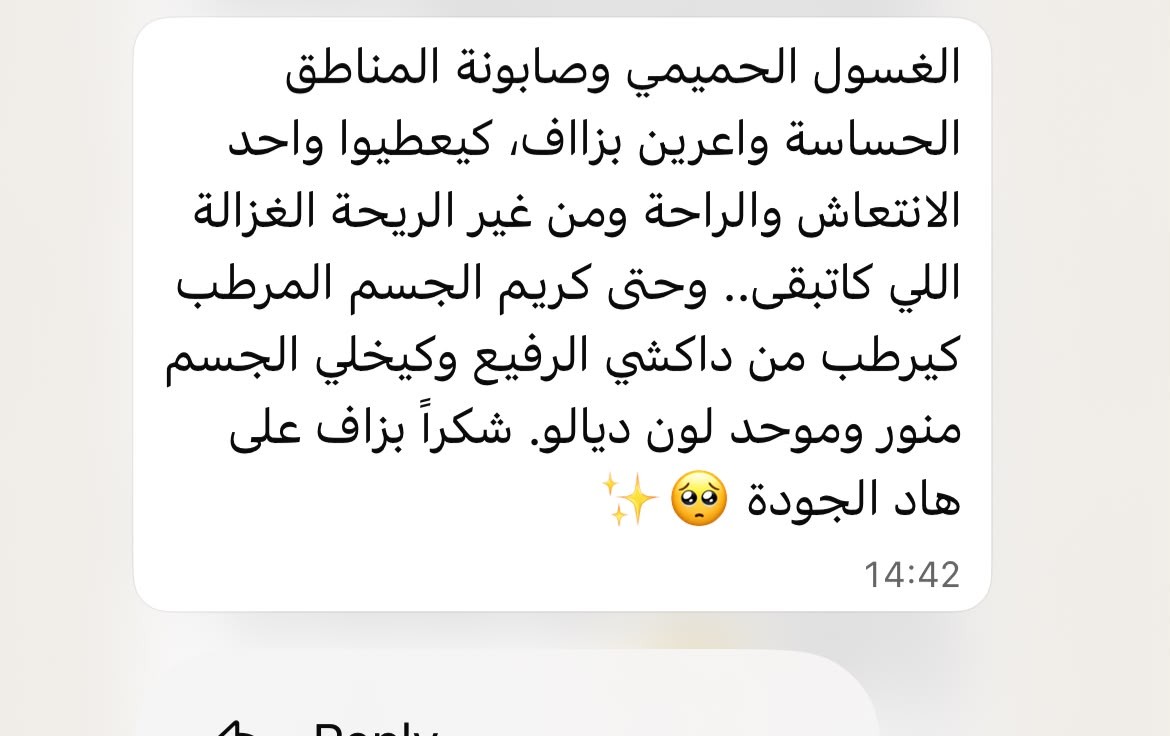 الغسول الحميمي وصابونة المناطق
الحساسة واعرين بزااف، كيعطيوا واحد
الانتعاش والراحة ومن غير الريحة الغزالة
اللي كاتبقى.. وحتى كريم الجسم المرطب
كيرطب من داكشي الرفيع وكيخلي الجسم
منور وموحد لون ديالو. شكراً بزاف على
هاد الجودة 🥺✨
14:42
Reply